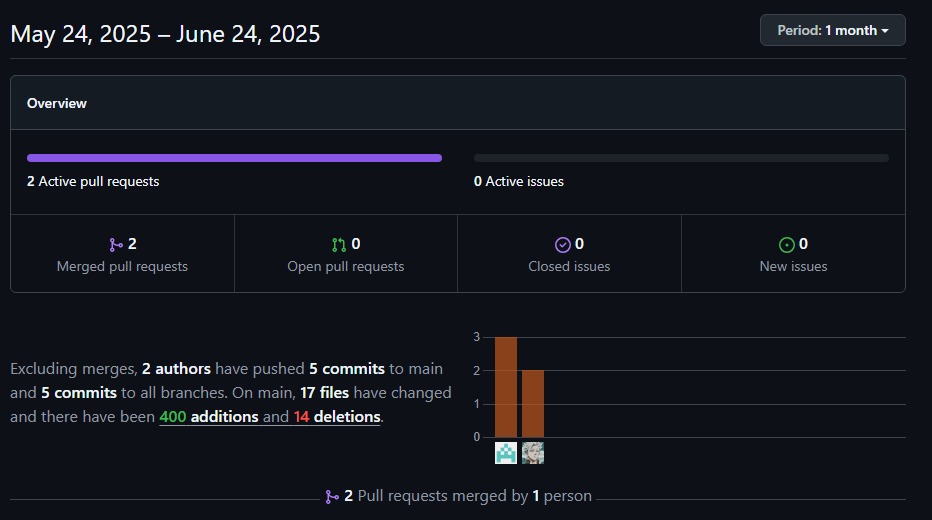 May 24, 2025 – June 24, 2025
Period: 1 month
Overview
2 Active pull requests
0 Active issues
2
Merged pull requests
0
Open pull requests
0
Closed issues
0
New issues
Excluding merges, 2 authors have pushed 5 commits to main
and 5 commits to all branches. On main, 17 files have changed
and there have been 400 additions and 14 deletions.
3
2
1
0
2 Pull requests merged by 1 person